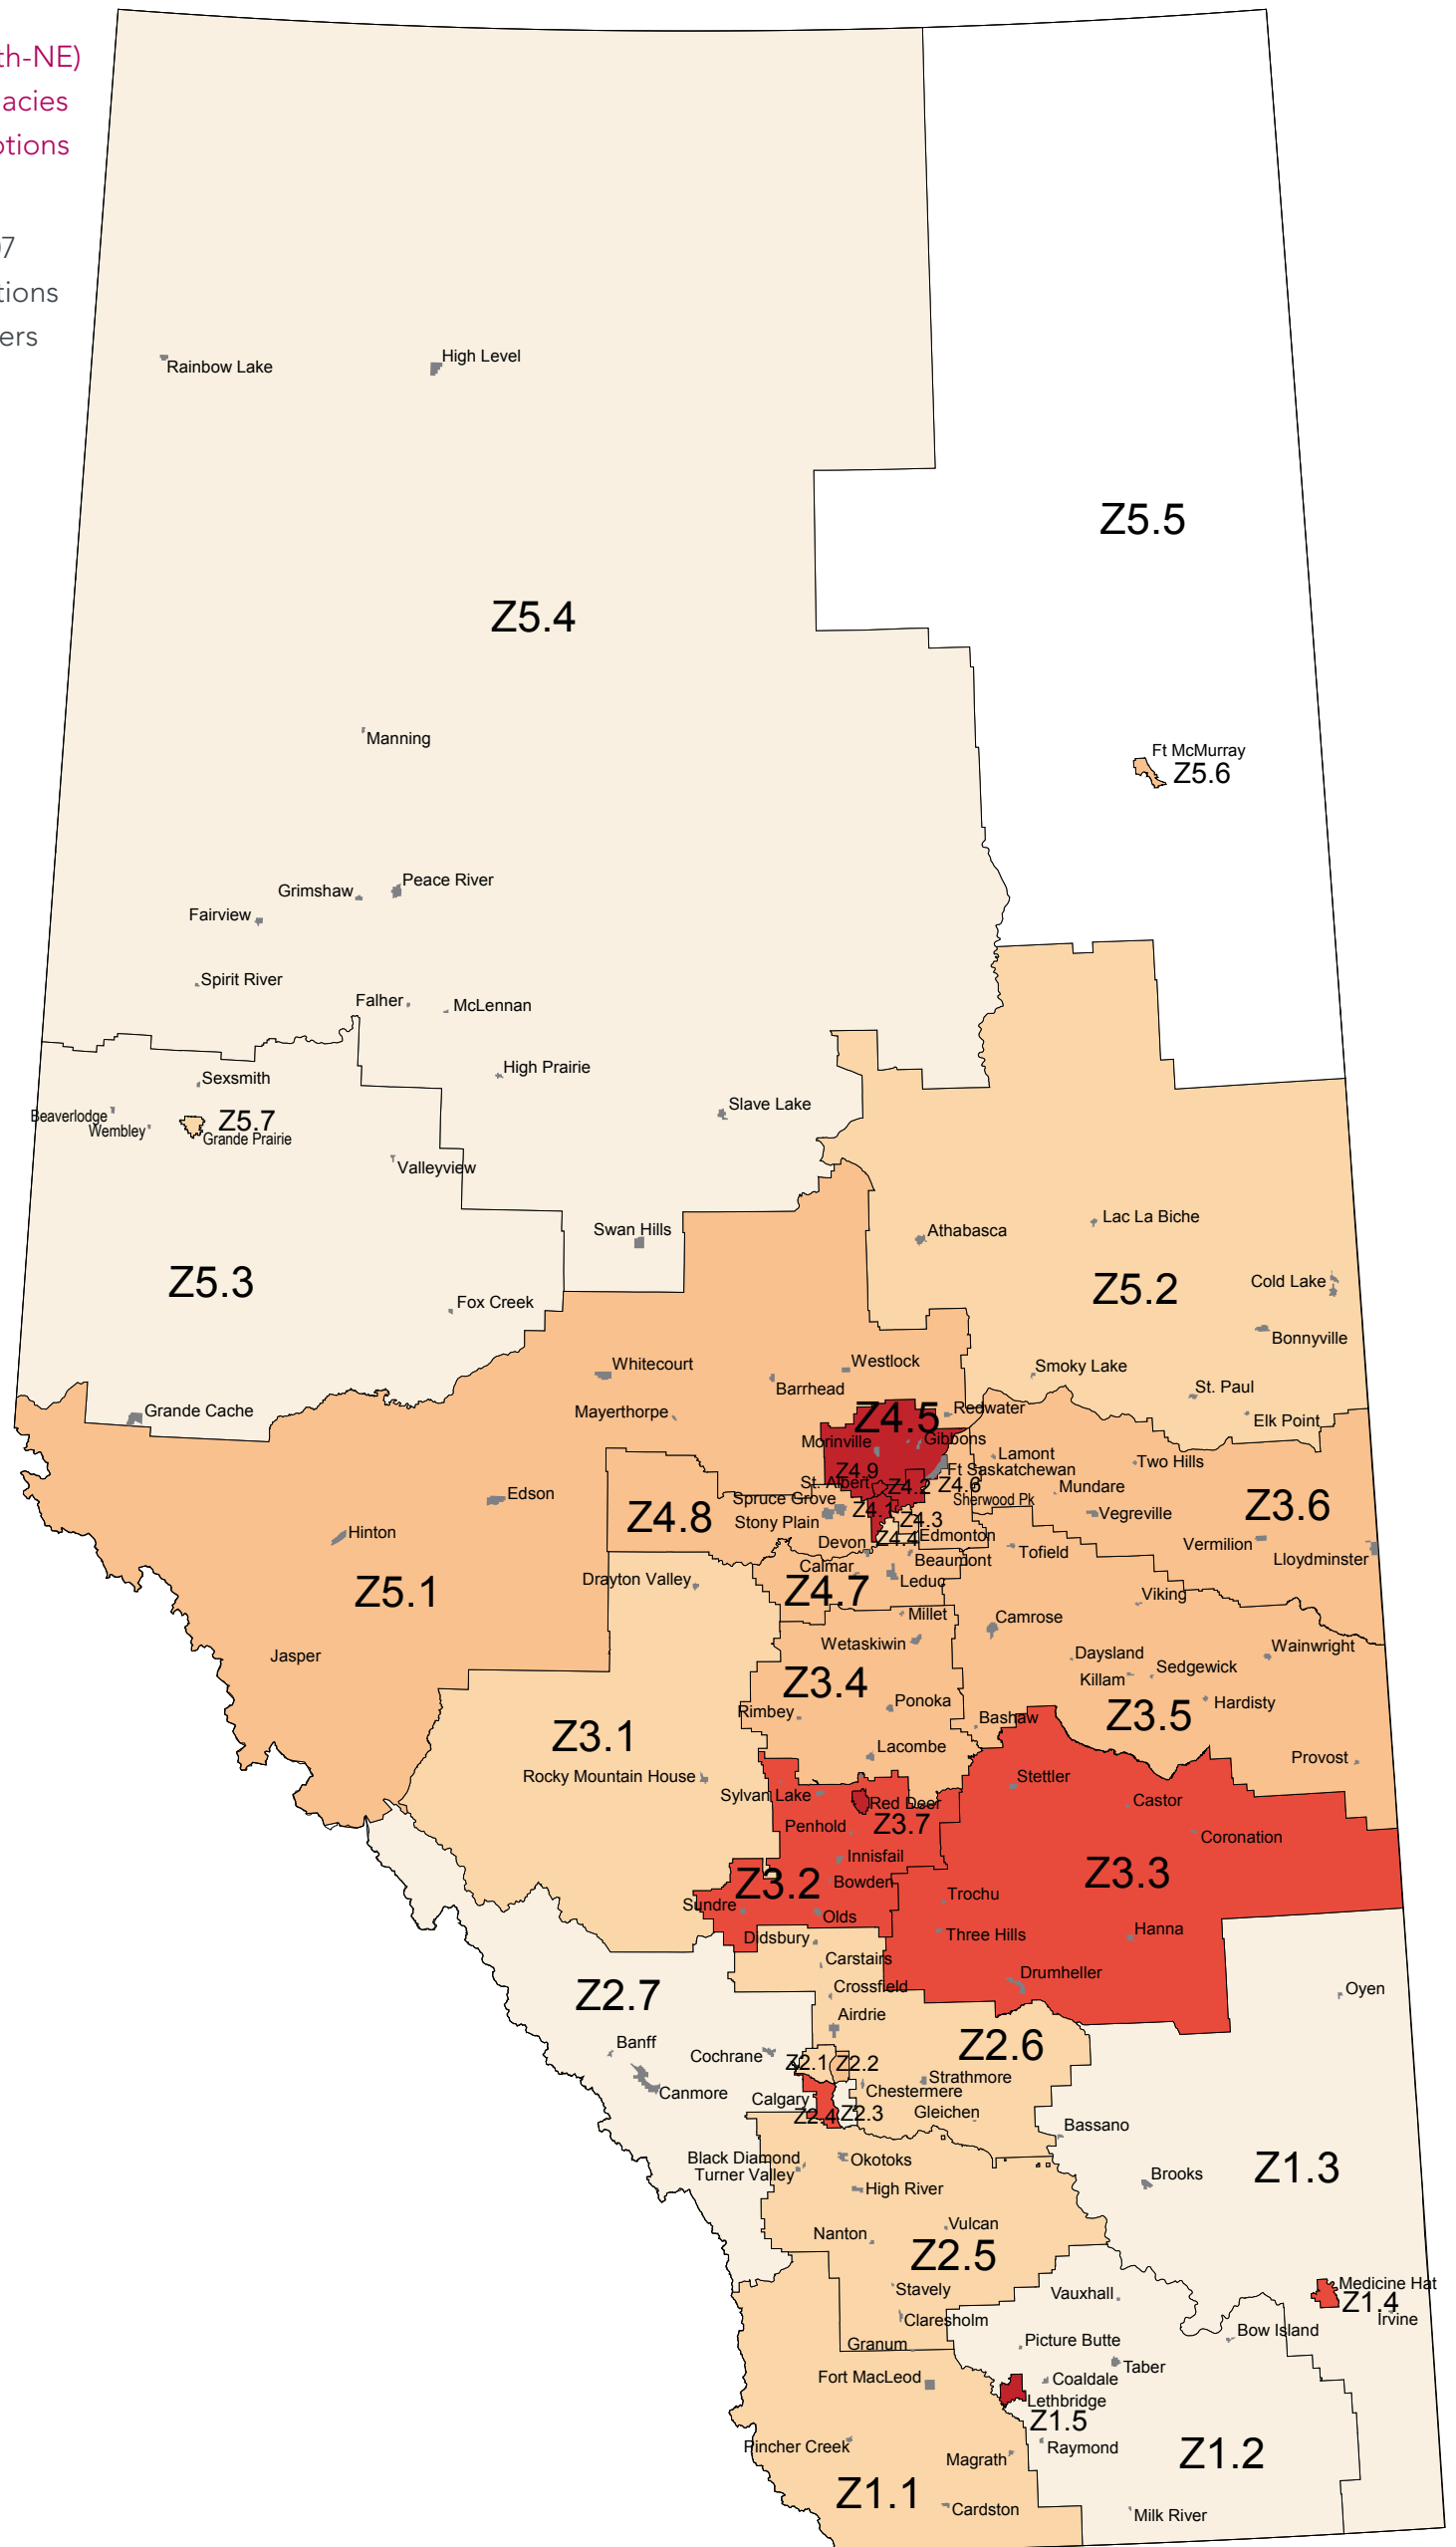 th-NE)
acies
otions
07
tions
ers
Rainbow Lake
High Level
Z5.5
Z5.4
Manning
Ft McMurray
Z5.6
Grimshaw
Peace River
Fairview
Spirit River
Falher
McLennan
High Prairie
Sexsmith
Beaverlodge
Wembley
Z5.7
Grande Prairie
Slave Lake
Valleyview
Swan Hills
Athabasca
Lac La Biche
Z5.3
Z5.2
Cold Lake
Fox Creek
Bonnyville
Whitecourt
Westlock
Smoky Lake
Barrhead
St. Paul
Grande Cache
Mayerthorpe
Z4.5
Redwater
Elk Point
Morinville
Gibbons
Lamont
Two Hills
Z4.9
Ft Saskatchewan
St. Albert
Z4.2
Z4.6
Mundare
Edson
Spruce Grove
Sherwood Pk
Z4.8
Z4.1
Vegreville
Z3.6
Stony Plain
Z4.3
Hinton
Devon
Z4.4
Edmonton
Vermilion
Tofield
Lloydminster
Beaumont
Calmar
Z5.1
Drayton Valley
Z4.7
Leduc
Viking
Millet
Camrose
Wetaskiwin
Jasper
Daysland
Wainwright
Z3.4
Killam
Sedgewick
Rimbey
Ponoka
Hardisty
Bashaw
Z3.5
Z3.1
Lacombe
Provost
Rocky Mountain House
Stettler
Sylvan Lake
Red Deer
Castor
Penhold
Z3.7
Coronation
Innisfail
Z3.3
Z3.2
Bowden
Trochu
Sundre
Olds
Three Hills
Hanna
Didsbury
Carstairs
Drumheller
Z2.7
Crossfield
Oyen
Airdrie
Banff
Z2.6
Cochrane
Z2.1
Z2.2
Strathmore
Canmore
Chestermere
Calgary
Z2.4
Z2.3
Gleichen
Bassano
Black Diamond
Okotoks
Z1.3
Turner Valley
Brooks
High River
Nanton
Vulcan
Z2.5
Stavely
Vauxhall
Medicine Hat
Z1.4
Irvine
Claresholm
Bow Island
Granum
Picture Butte
Taber
Fort MacLeod
Coaldale
Lethbridge
Z1.5
Pincher Creek
Raymond
Magrath
Z1.2
Z1.1
Cardston
Milk River